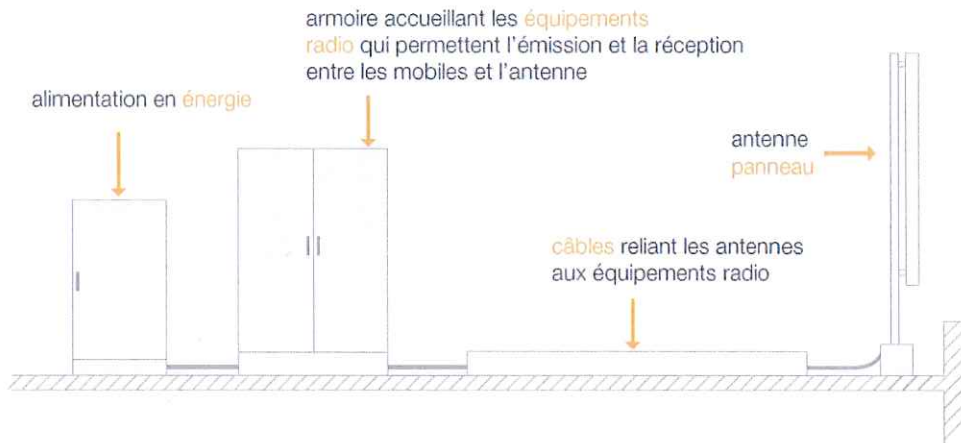 armoire accueillant les équipements
radio qui permettent l'émission et la réception
entre les mobiles et l'antenne
alimentation en énergie
antenne
panneau
câbles reliant les antennes
aux équipements radio